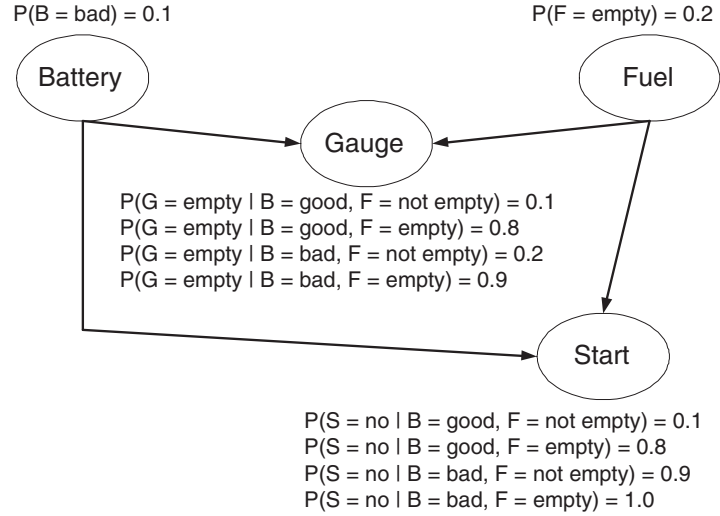 P(B = bad) = 0.1
P(F = empty) = 0.2
Battery
Fuel
Gauge
P(G = empty | B = good, F = not empty) = 0.1
P(G = empty | B = good, F = empty) = 0.8
P(G = empty | B = bad, F = not empty) = 0.2
P(G = empty | B = bad, F = empty) = 0.9
Start
P(S = no | B = good, F = not empty) = 0.1
P(S = no | B = good, F = empty) = 0.8
P(S = no | B = bad, F = not empty) = 0.9
P(S = no | B = bad, F = empty) = 1.0